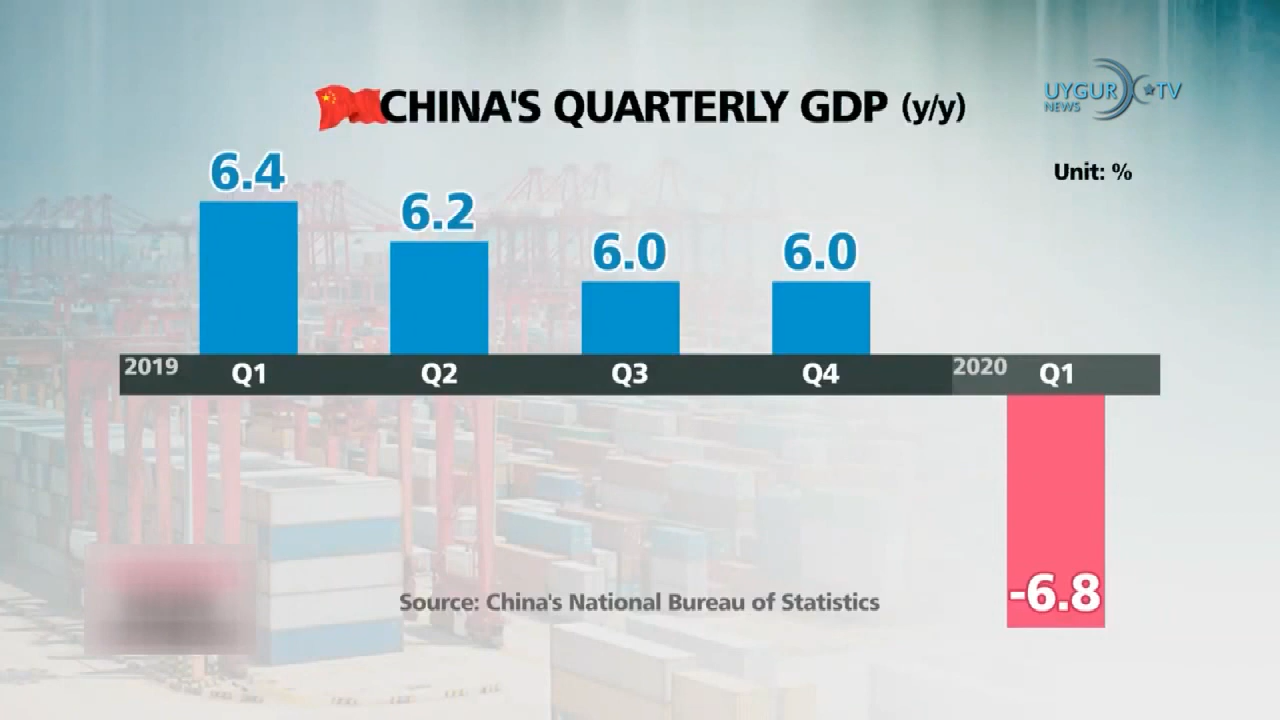 CHINA'S QUARTERLY GDP (y/y)
UYGUR TV
NEWS
Unit: %
6.4
6.2
6.0
6.0
2019 Q1 Q2 Q3 Q4 2020 Q1
-6.8
Source: China's National Bureau of Statistics